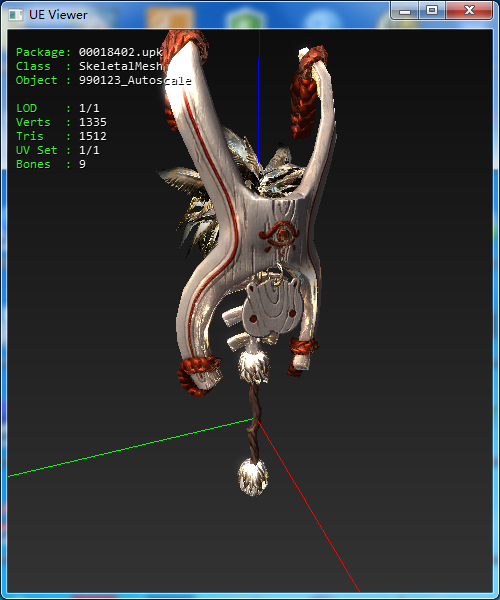 UE Viewer
Package: 00018402.upk
Class : SkeletalMesh
Object : 990123_Autoscale
LOD : 1/1
Verts : 1335
Tris : 1512
UV Set : 1/1
Bones : 9